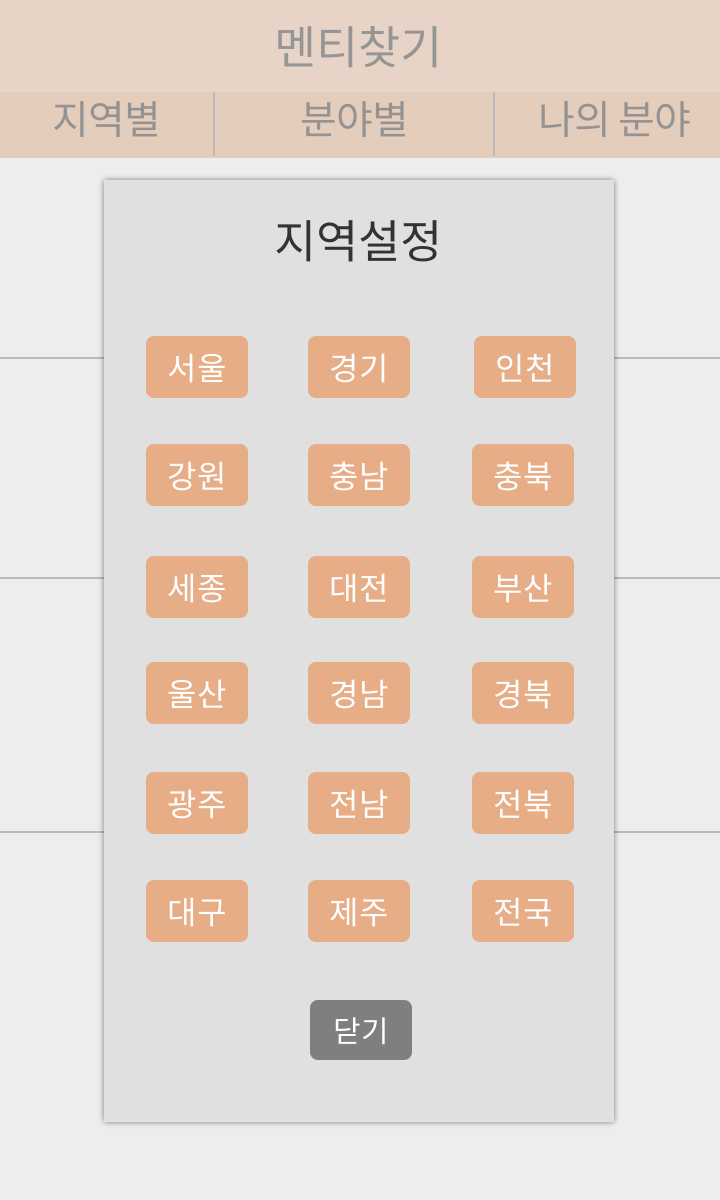 멘티찾기
지역별 분야별 나의 분야
지역설정
서울 경기 인천
강원 충남 충북
세종 대전 부산
울산 경남 경북
광주 전남 전북
대구 제주 전국
닫기